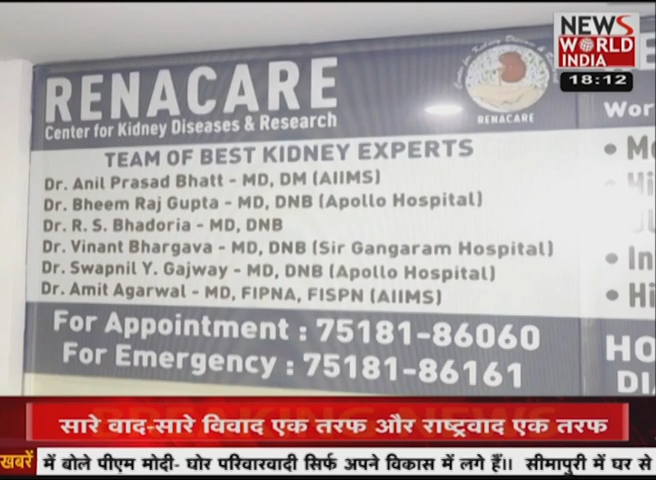 NEWS
WORLD
INDIA
18:12
RENACARE
Center for Kidney Diseases & Research
RENACARE
TEAM OF BEST KIDNEY EXPERTS
Dr. Anil Prasad Bhatt - MD, DM (AIIMS)
Dr. Bheem Raj Gupta - MD, DNB (Apollo Hospital)
Dr. R. S. Bhadoria - MD, DNB
Dr. Vinant Bhargava - MD, DNB (Sir Gangaram Hospital)
Dr. Swapnil Y. Gajway - MD, DNB (Apollo Hospital)
Dr. Amit Agarwal - MD, FIPNA, FISPN (AIIMS)
For Appointment : 75181-86060
For Emergency : 75181-86161
सारे वाद-सारे विवाद एक तरफ और राष्ट्रवाद एक तरफ
खबरें में बोले पीएम मोदी- घोर परिवारवादी सिर्फ अपने विकास में लगे हैं।। सीमापुरी में घर से